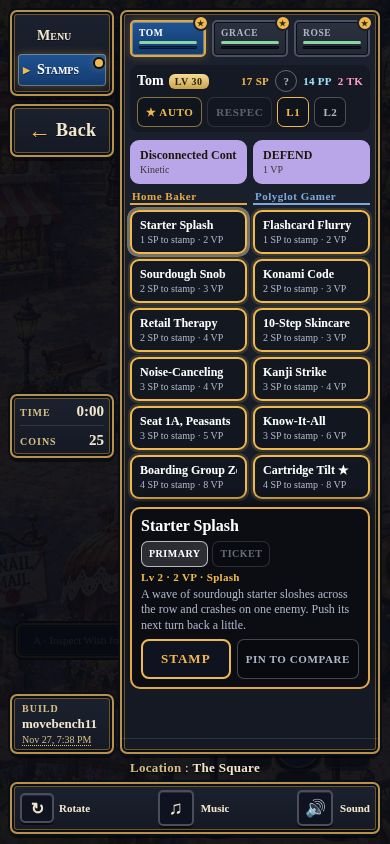 Menu
Stamps
← Back
TIME 0:00
COINS 25
BUILD
movebench11
Nov 27, 7:38 PM
TOM
GRACE
ROSE
Tom LV 30 17 SP ? 14 PP 2 TK
★ AUTO RESPEC L1 L2
Disconnected Cont
Kinetic
DEFEND
1 VP
Home Baker
Polyglot Gamer
Starter Splash
1 SP to stamp · 2 VP
Flashcard Flurry
1 SP to stamp · 2 VP
Sourdough Snob
2 SP to stamp · 3 VP
Konami Code
2 SP to stamp · 3 VP
Retail Therapy
2 SP to stamp · 4 VP
10-Step Skincare
2 SP to stamp · 3 VP
Noise-Canceling
3 SP to stamp · 4 VP
Kanji Strike
3 SP to stamp · 4 VP
Seat 1A, Peasants
3 SP to stamp · 5 VP
Know-It-All
3 SP to stamp · 6 VP
Boarding Group Z
4 SP to stamp · 8 VP
Cartridge Tilt ★
4 SP to stamp · 8 VP
Starter Splash
PRIMARY TICKET
Lv 2 · 2 VP · Splash
A wave of sourdough starter sloshes across
the row and crashes on one enemy. Push its
next turn back a little.
STAMP PIN TO COMPARE
Location : The Square
Rotate
Music
Sound